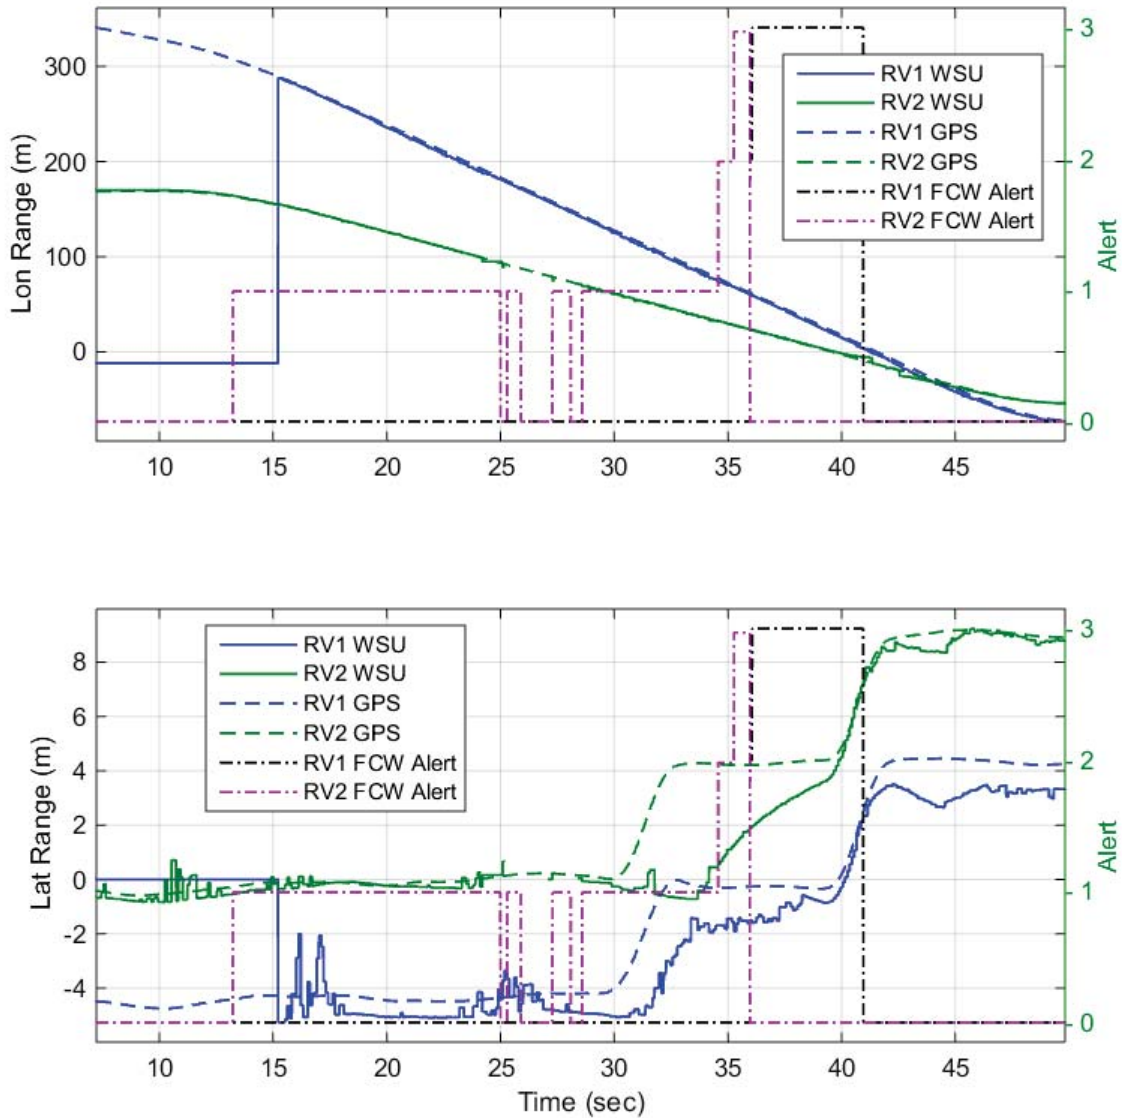 3
300
RV1 WSU
RV2 WSU
RV1 GPS
RV2 GPS
RV1 FCW Alert
RV2 FCW Alert
Lon Range (m)
200
2
Alert
100
1
0
0
10 15 20 25 30 35 40 45
RV1 WSU
RV2 WSU
RV1 GPS
RV2 GPS
RV1 FCW Alert
RV2 FCW Alert
3
8
6
Lat Range (m)
4
2
2
Alert
0
1
-2
-4
0
10 15 20 25 30 35 40 45
Time (sec)